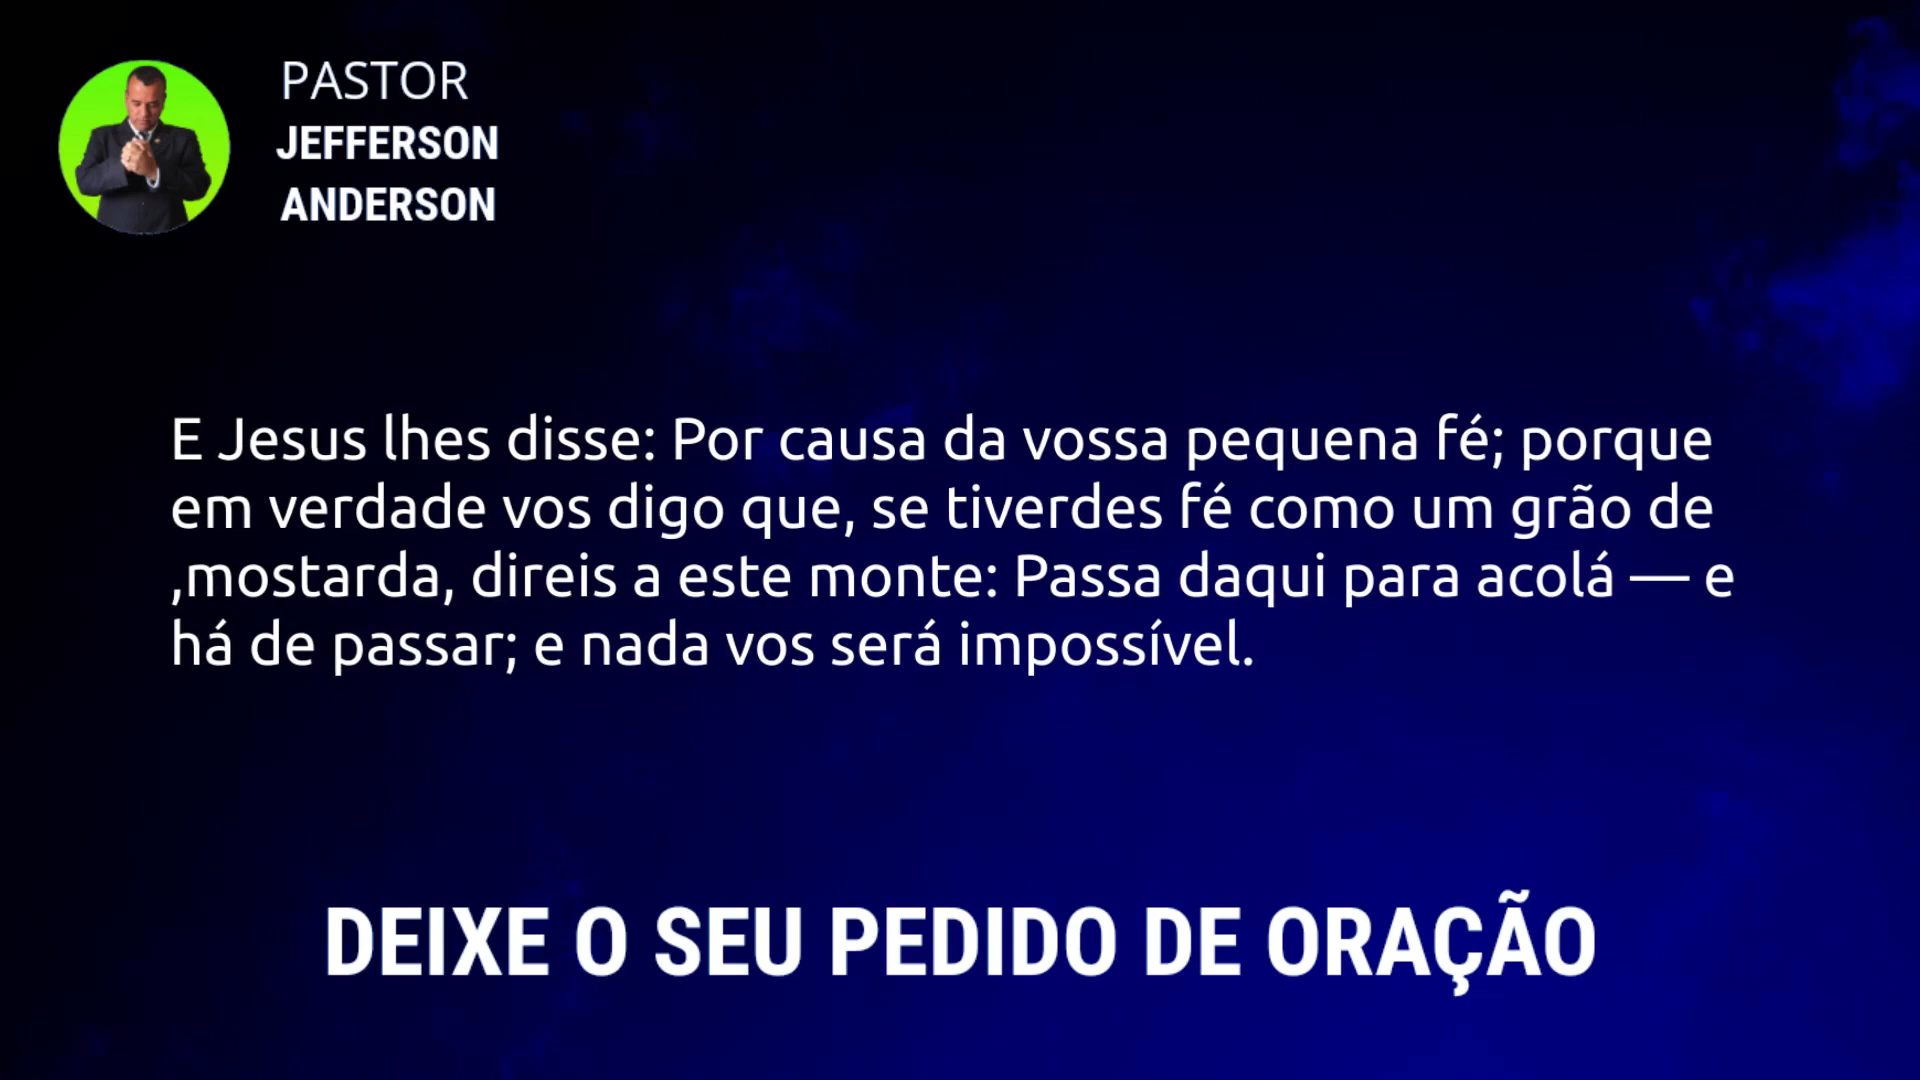 PASTOR
JEFFERSON
ANDERSON
E Jesus lhes disse: Por causa da vossa pequena fé; porque
em verdade vos digo que, se tiverdes fé como um grão de
,mostarda, direis a este monte: Passa daqui para acolá — e
há de passar; e nada vos será impossível.
DEIXE O SEU PEDIDO DE ORAÇÃO